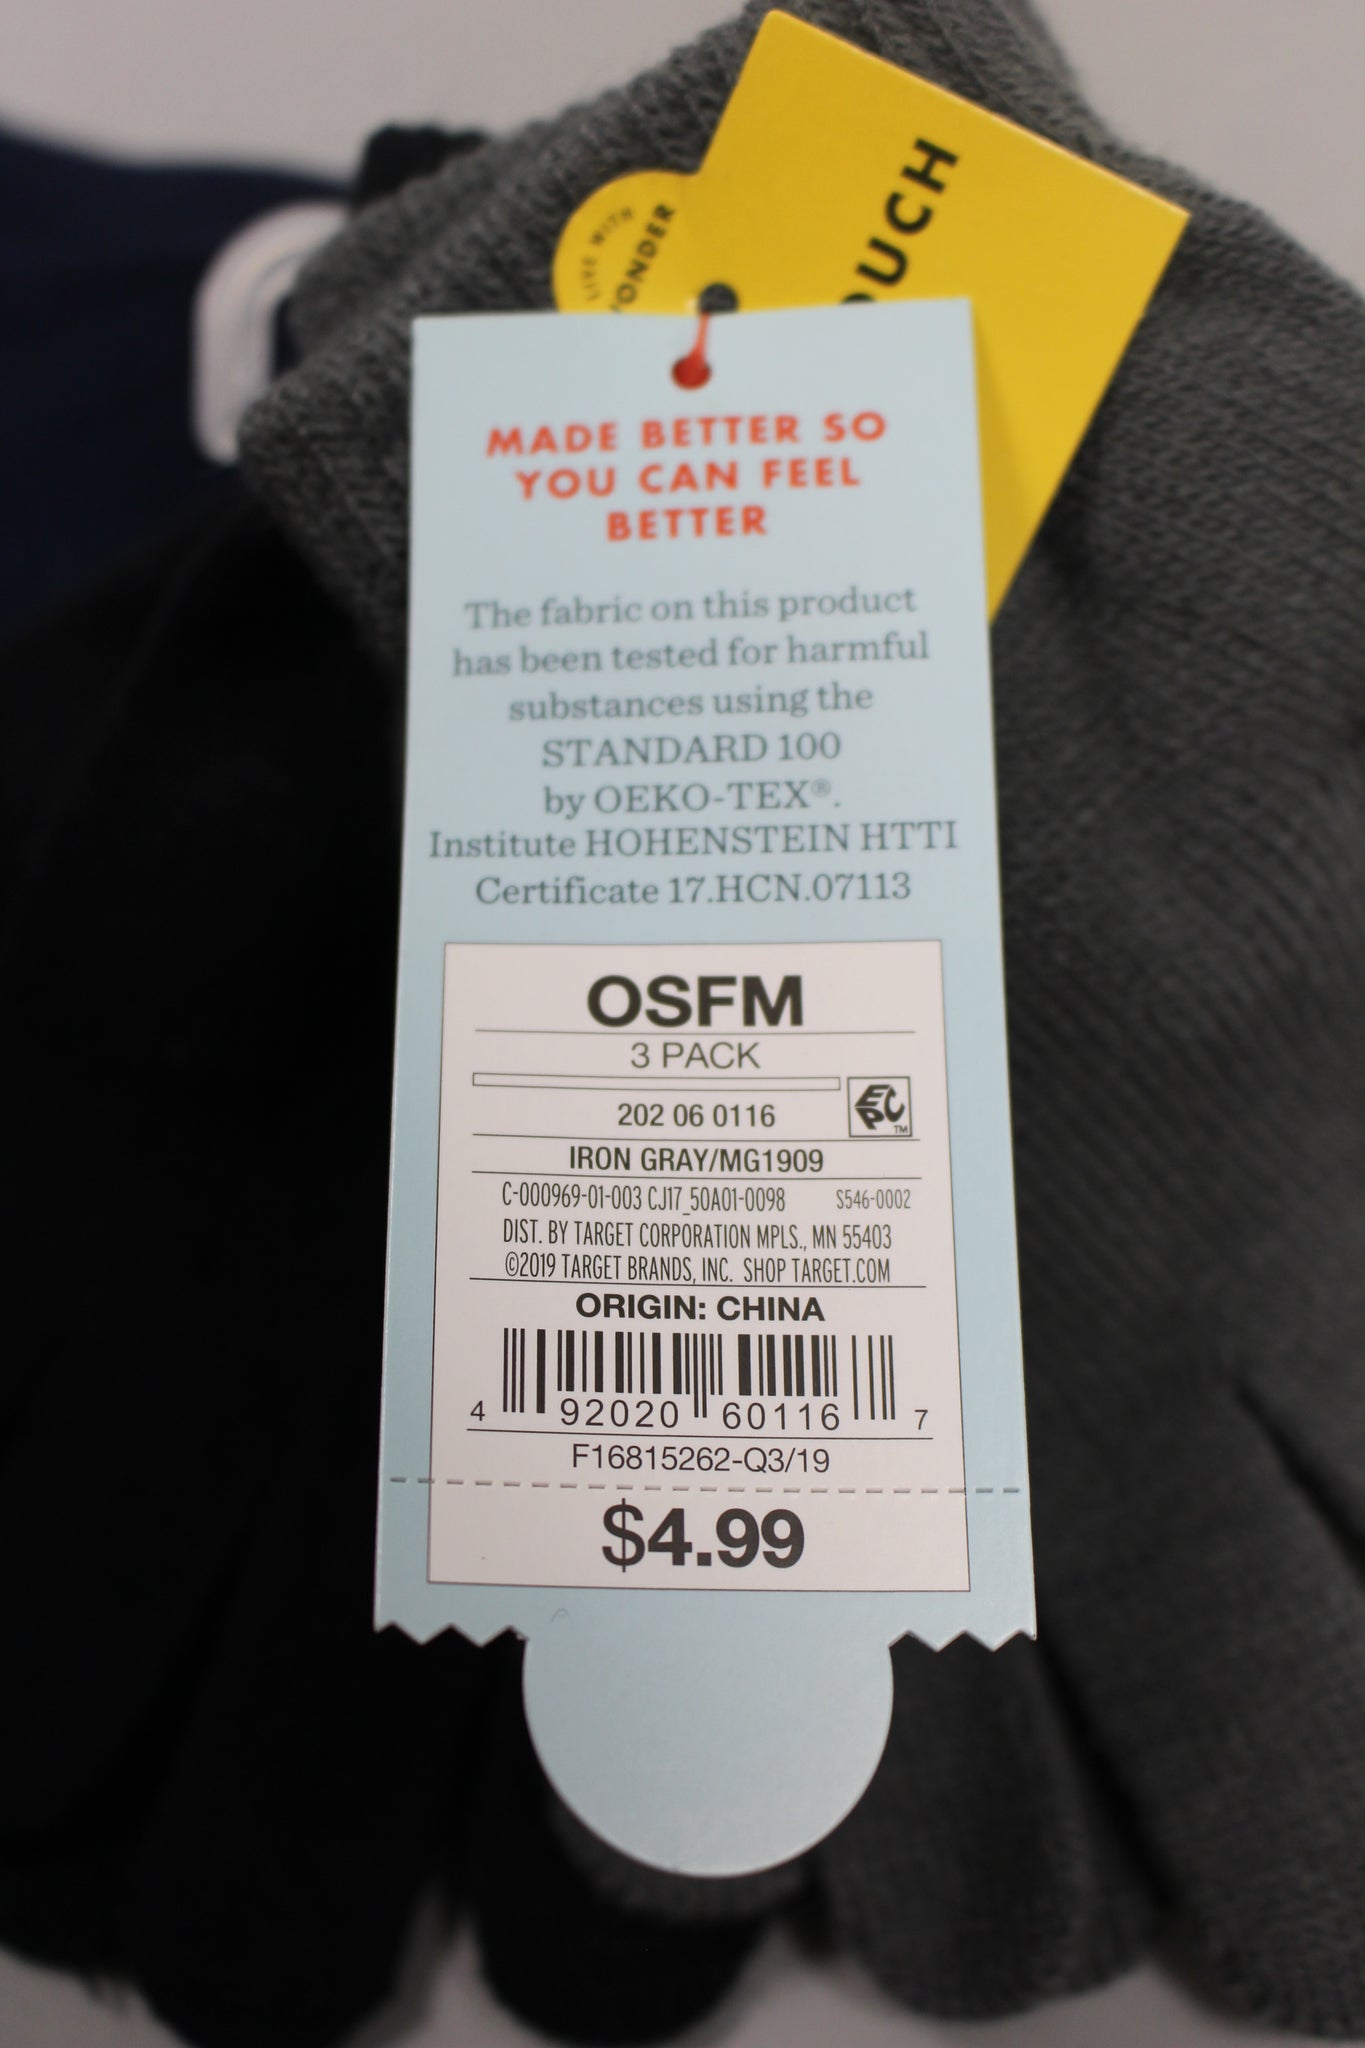 LIVE WITH
OUCH
MADE BETTER SO
YOU CAN FEEL
BETTER
The fabric on this product
has been tested for harmful
substances using the
STANDARD 100
by OEKO-TEX®.
Institute HOHENSTEIN HTTI
Certificate 17.HCN.07113
OSFM
3 PACK
EPC
TM
202 06 0116
IRON GRAY/MG1909
C-000969-01-003 CJ17_50A01-0098 S546-0002
DIST. BY TARGET CORPORATION MPLS., MN 55403
©2019 TARGET BRANDS, INC. SHOP TARGET.COM
ORIGIN: CHINA
4 92020 60116 7
F16815262-Q3/19
$4.99